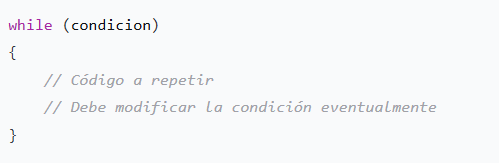 while (condicion)
{
    // Código a repetir
    // Debe modificar la condición eventualmente
}